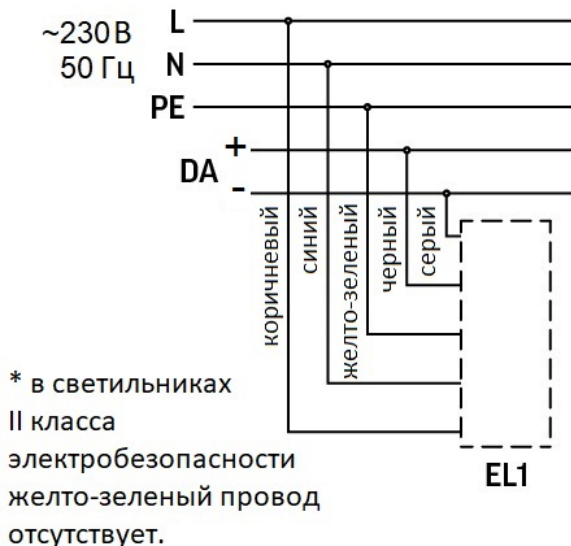 ~230В
50 Гц
L
N
PE
DA
+
-
коричневый
синий
желто-зеленый
черный
серый
EL1
* в светильниках
II класса
электробезопасности
желто-зеленый провод
отсутствует.